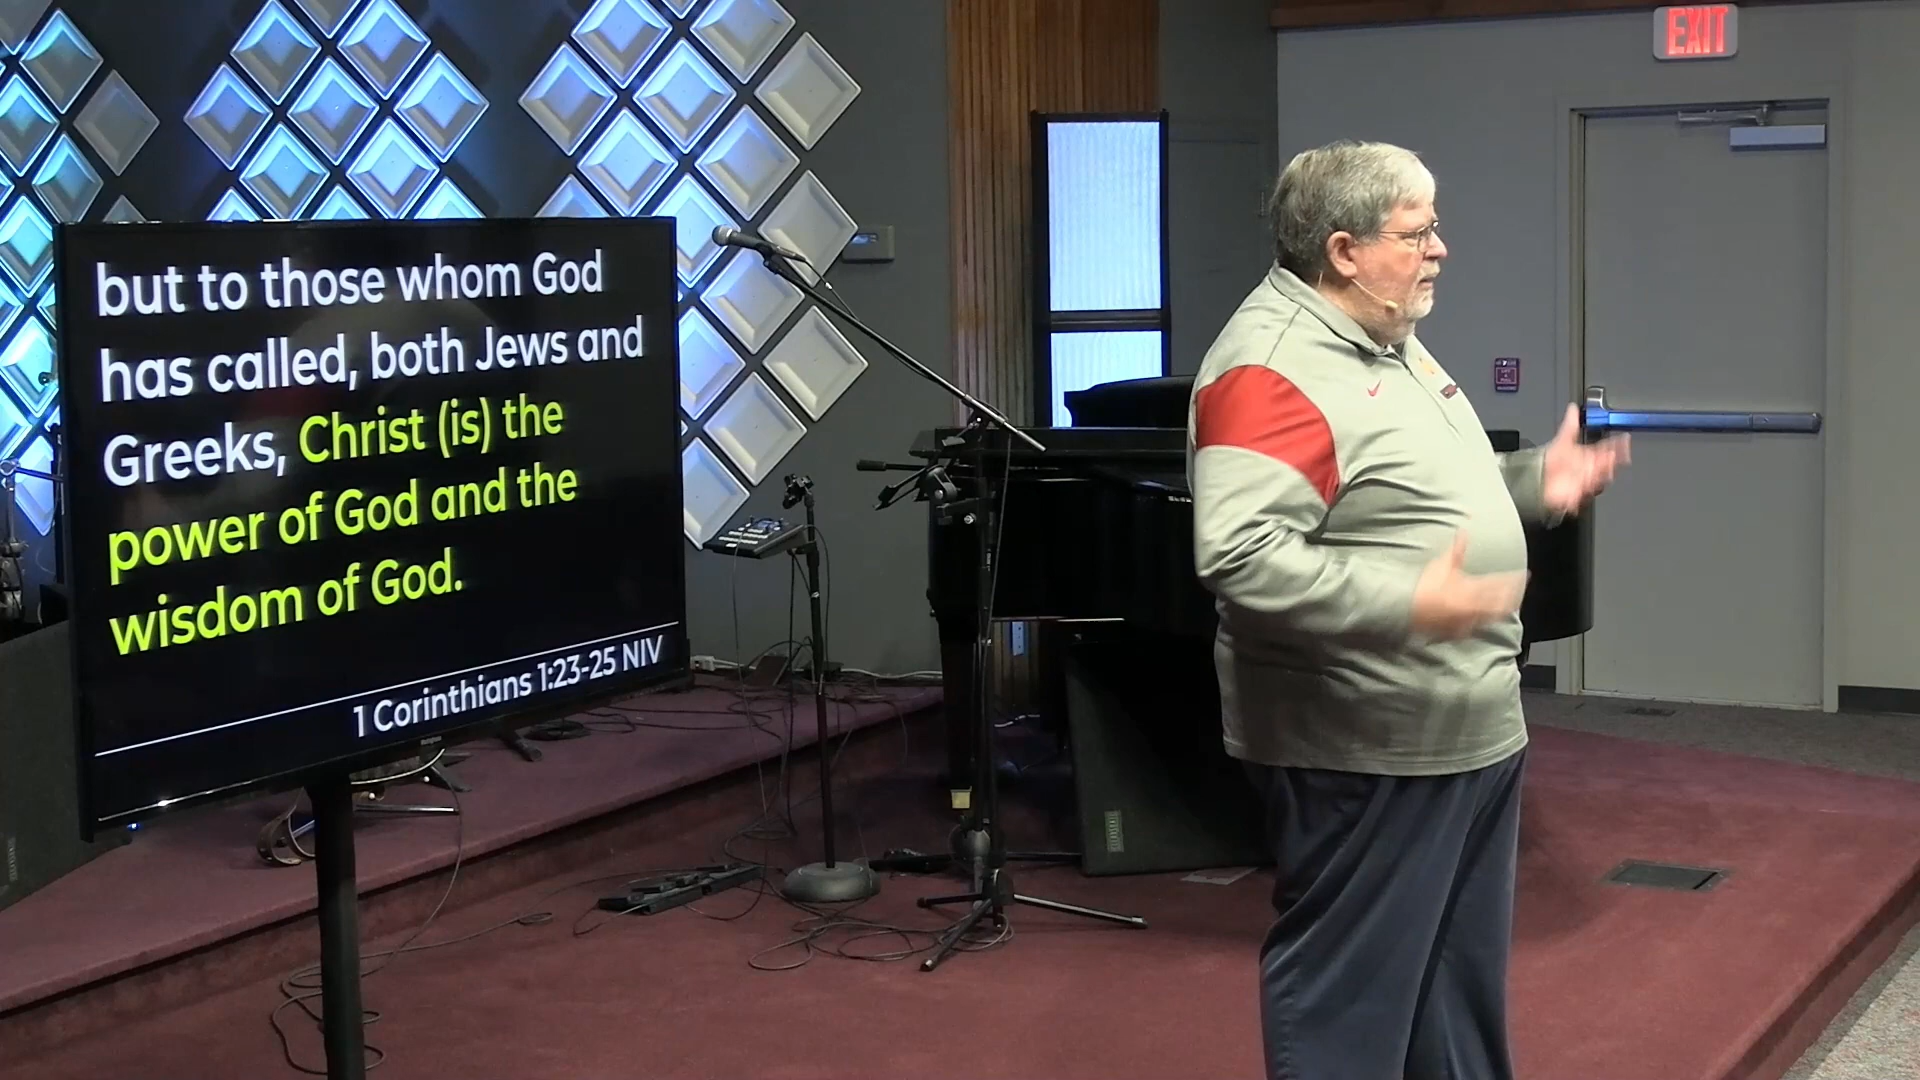 EXIT
but to those whom God
has called, both Jews and
Greeks, Christ (is) the
power of God and the
wisdom of God.
1 Corinthians 1:23-25 NIV